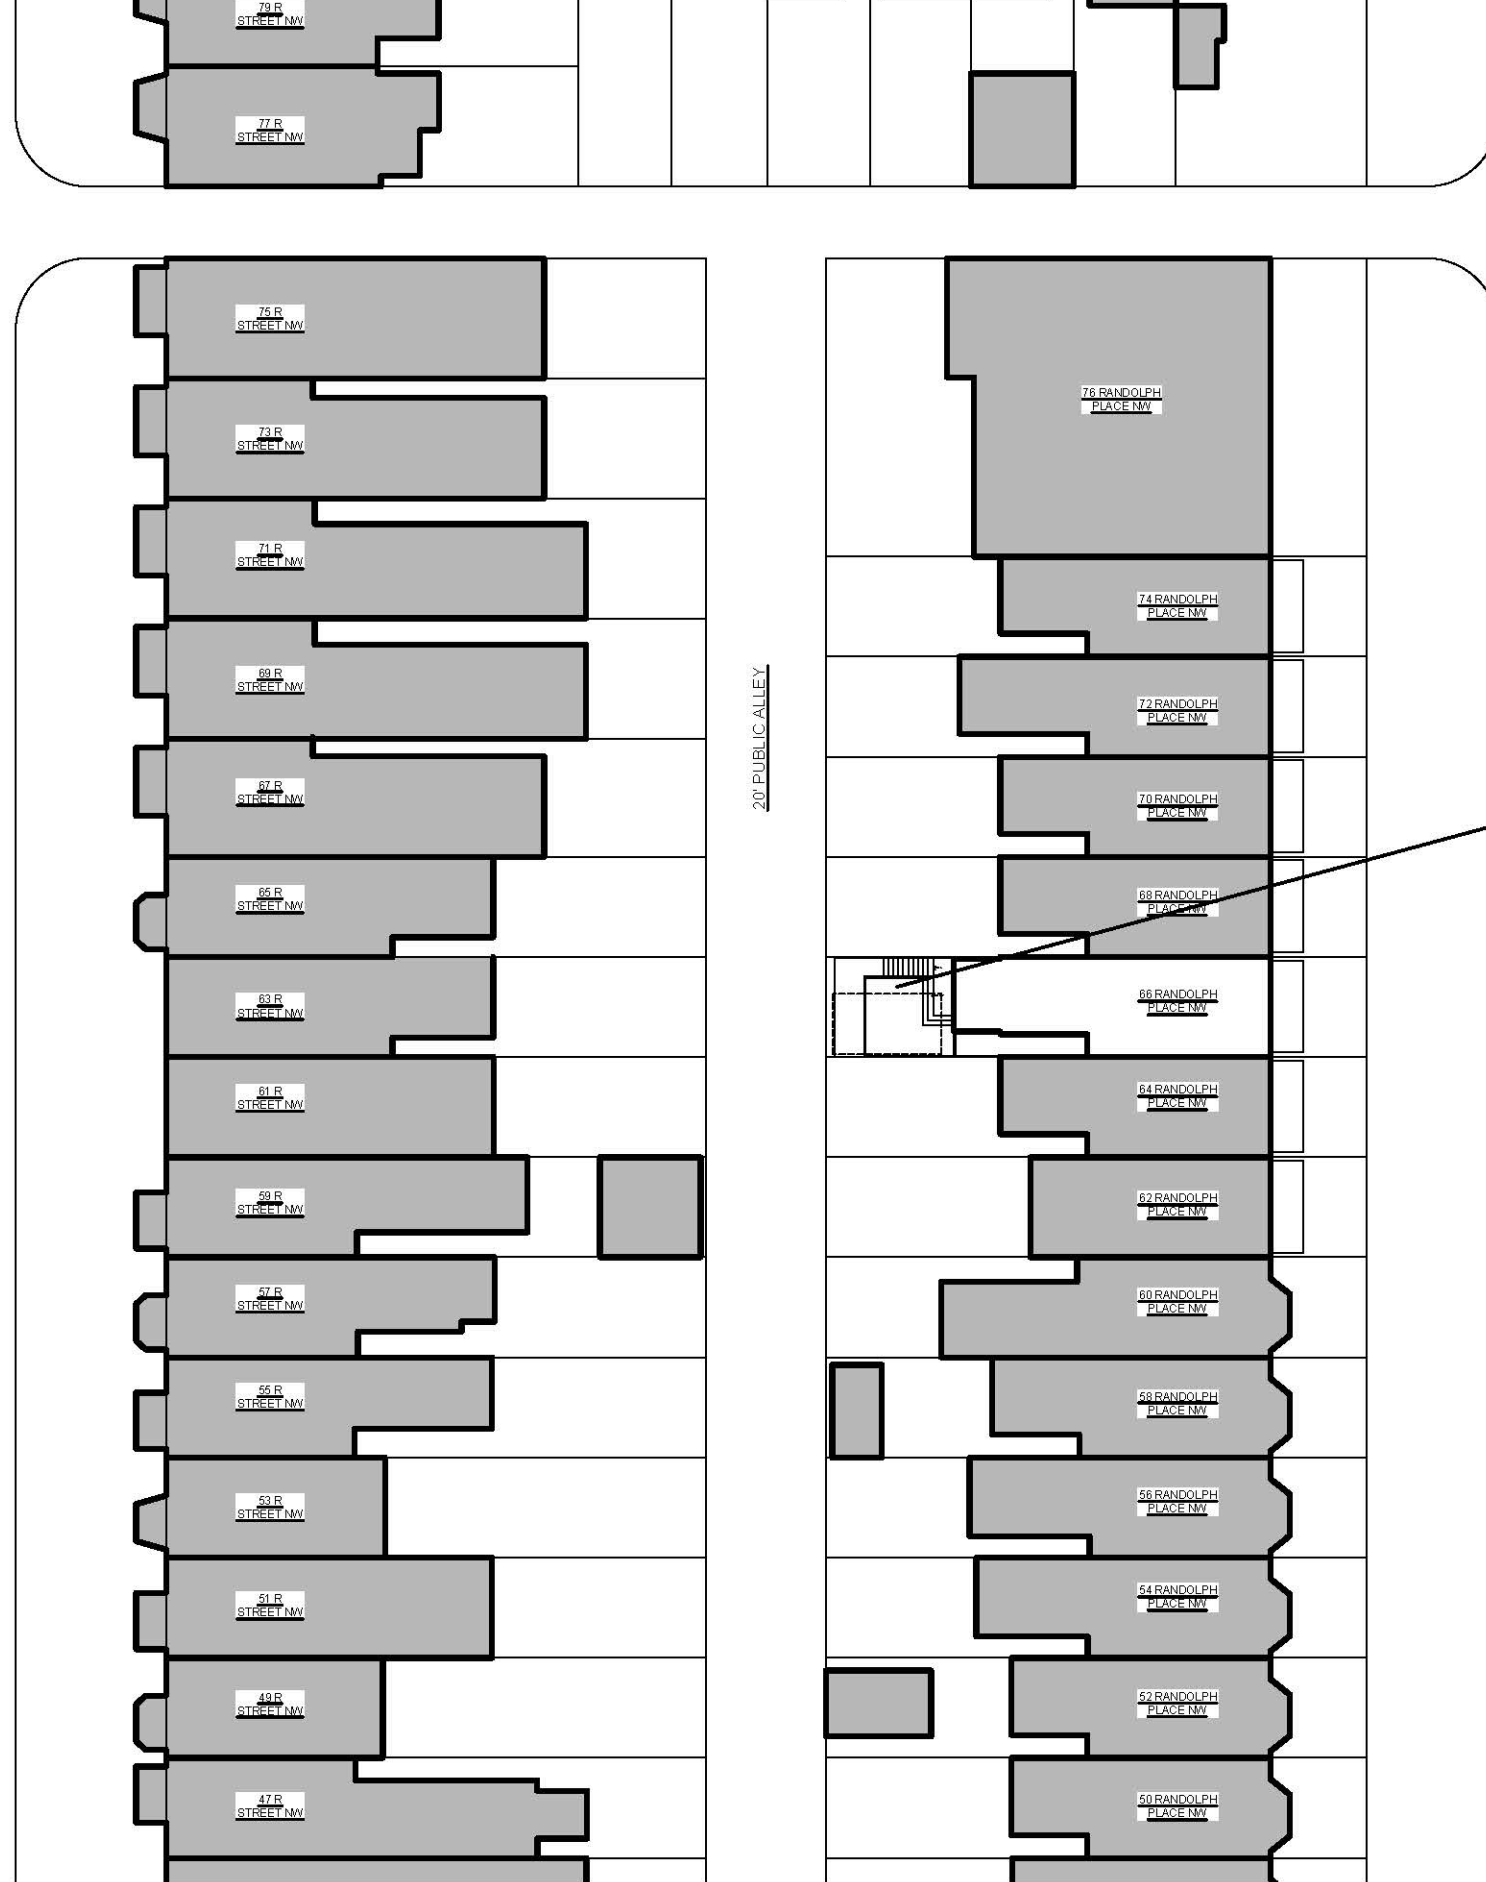 79 R
STREET NW
77 R
STREET NW
75 R
STREET NW
73 R
STREET NW
71 R
STREET NW
69 R
STREET NW
67 R
STREET NW
65 R
STREET NW
63 R
STREET NW
61 R
STREET NW
59 R
STREET NW
57 R
STREET NW
55 R
STREET NW
53 R
STREET NW
51 R
STREET NW
49 R
STREET NW
47 R
STREET NW
20' PUBLIC ALLEY
76 RANDOLPH
PLACE NW
74 RANDOLPH
PLACE NW
72 RANDOLPH
PLACE NW
70 RANDOLPH
PLACE NW
68 RANDOLPH
PLACE NW
66 RANDOLPH
PLACE NW
64 RANDOLPH
PLACE NW
62 RANDOLPH
PLACE NW
60 RANDOLPH
PLACE NW
58 RANDOLPH
PLACE NW
56 RANDOLPH
PLACE NW
54 RANDOLPH
PLACE NW
52 RANDOLPH
PLACE NW
50 RANDOLPH
PLACE NW